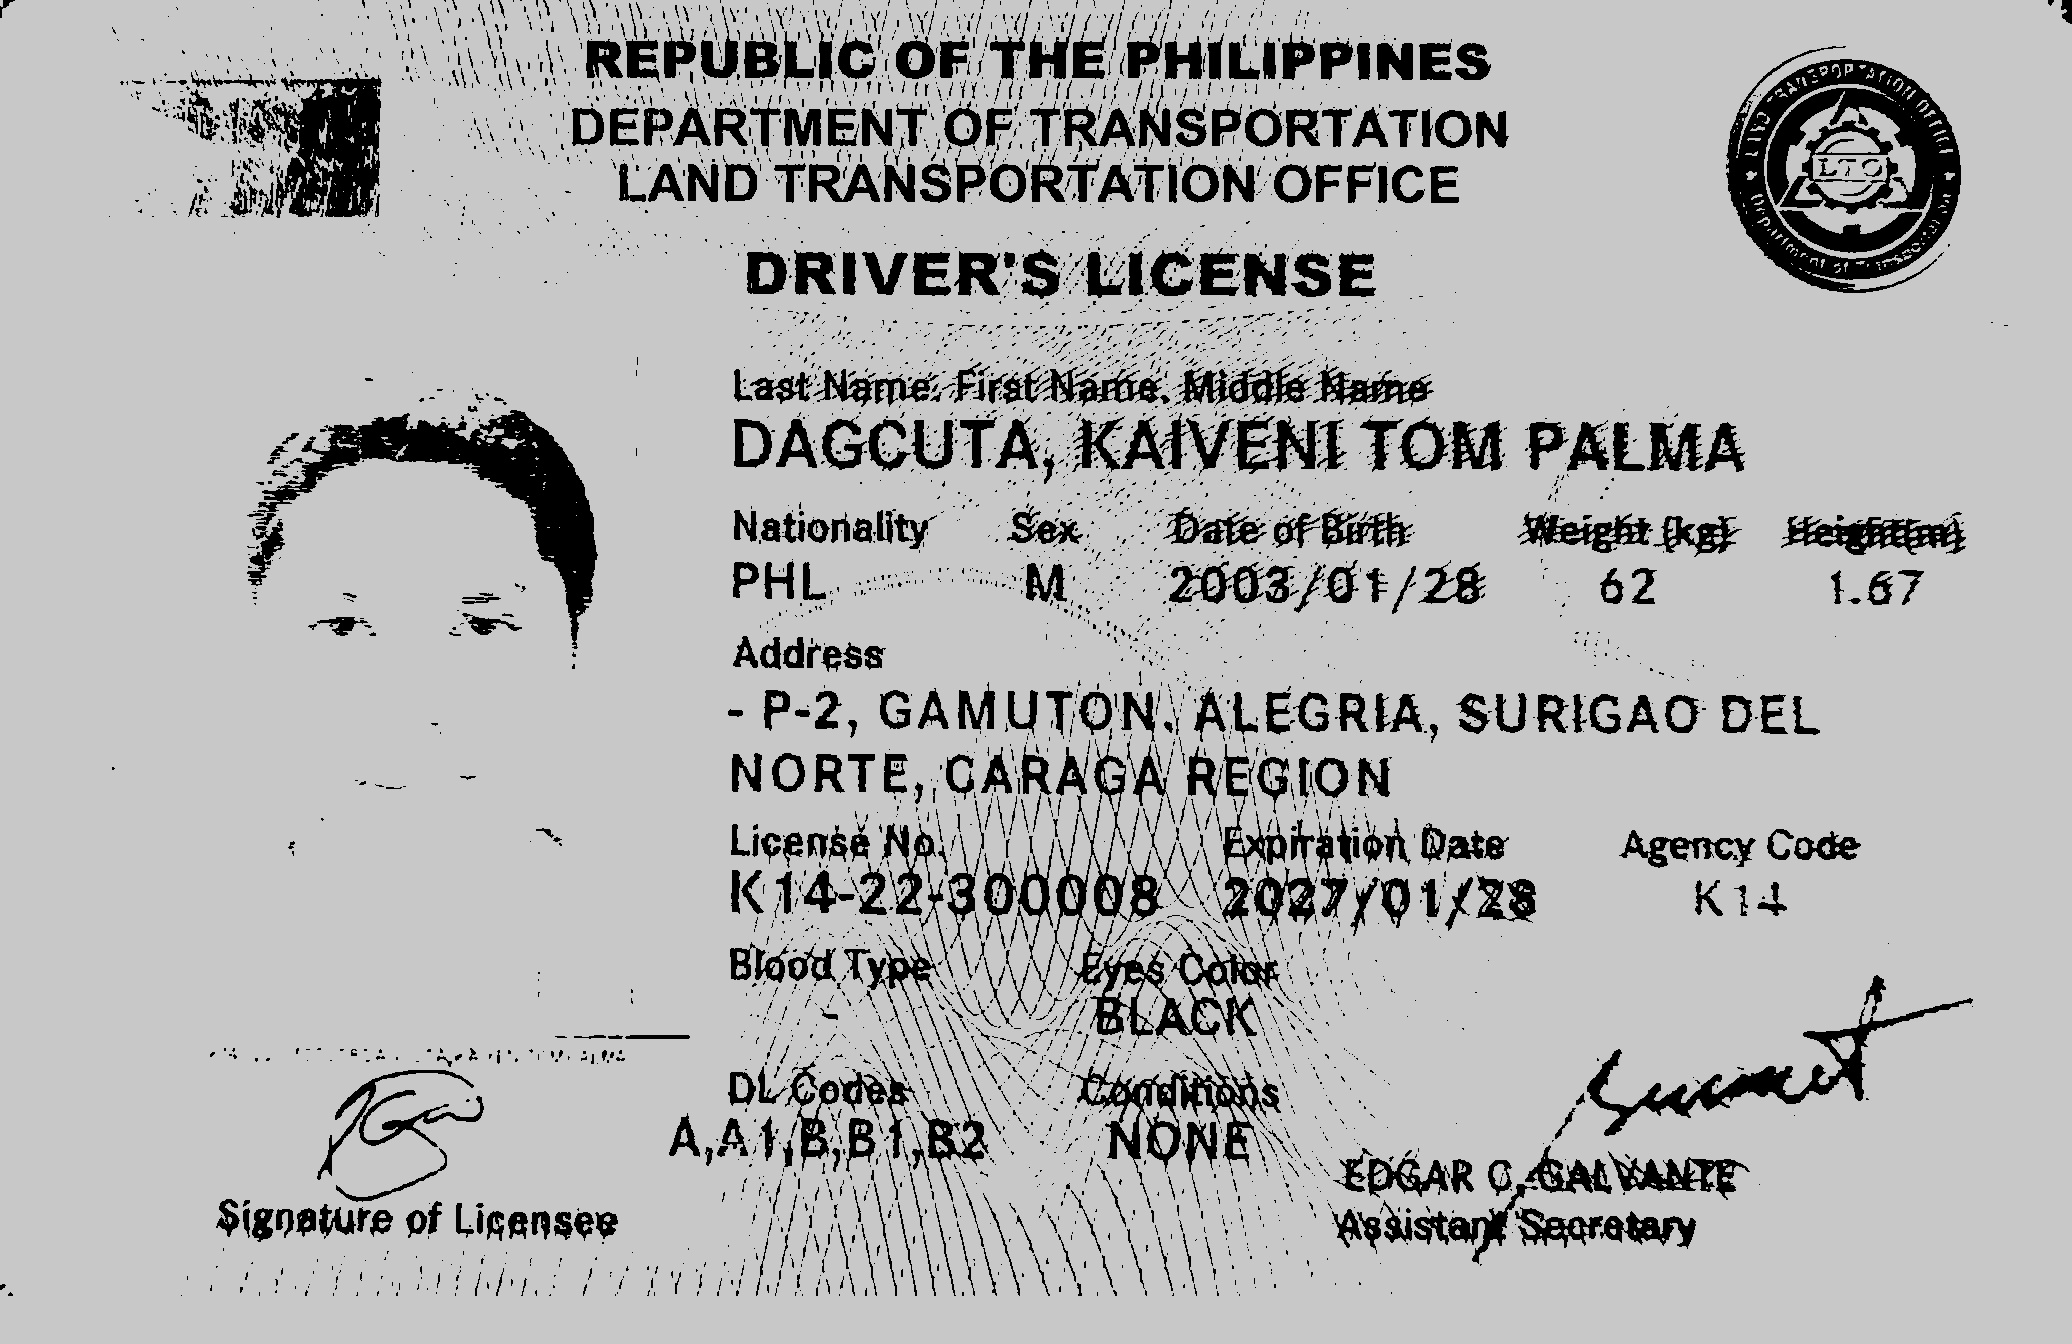 REPUBLIC OF THE PHILIPPINES
DEPARTMENT OF TRANSPORTATION
LAND TRANSPORTATION OFFICE
LAND TRANSPORTATION OFFICE
LTO
DRIVER'S LICENSE
Last Name, First Name, Middle Name
DAGCUTA, KAIVENI TOM PALMA
Nationality Sex Date of Birth Weight (kg) Height(m)
PHL M 2003/01/28 62 1.67
Address
- P-2, GAMUTON, ALEGRIA, SURIGAO DEL
NORTE, CARAGA REGION
License No. Expiration Date Agency Code
K14-22-300008 2027/01/28 K14
Blood Type Eyes Color
- BLACK
DL Codes Conditions
A,A1,B,B1,B2 NONE
EDGAR C. GALVANTE
Assistant Secretary
Signature of Licensee